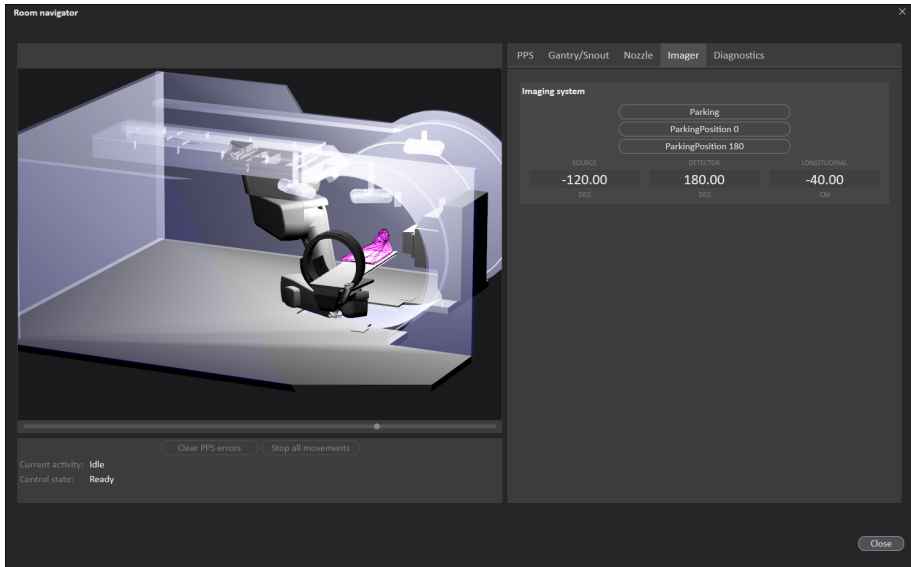 Room navigator
PPS Gantry/Snout Nozzle Imager Diagnostics
Imaging system
Parking
ParkingPosition 0
ParkingPosition 180
SOURCE DETECTOR LONGITUDINAL
-120.00 180.00 -40.00
DEG DEG CM
Clear PPS errors Stop all movements
Current activity: Idle
Control state: Ready
Close